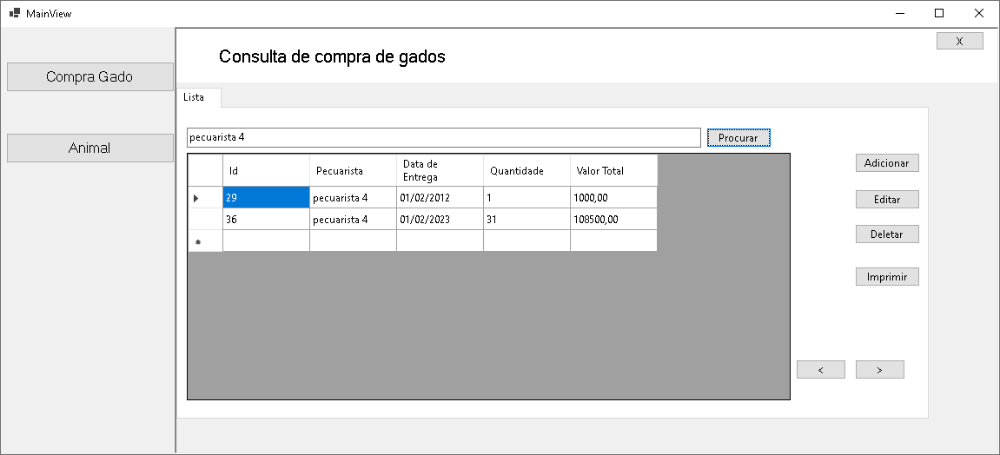 MainView
X
Consulta de compra de gados
Compra Gado
Animal
Lista
pecuarista 4
Procurar
Id Pecuarista Data de Entrega Quantidade Valor Total
29 pecuarista 4 01/02/2012 1 1000,00
36 pecuarista 4 01/02/2023 31 108500,00
Adicionar
Editar
Deletar
Imprimir
< >